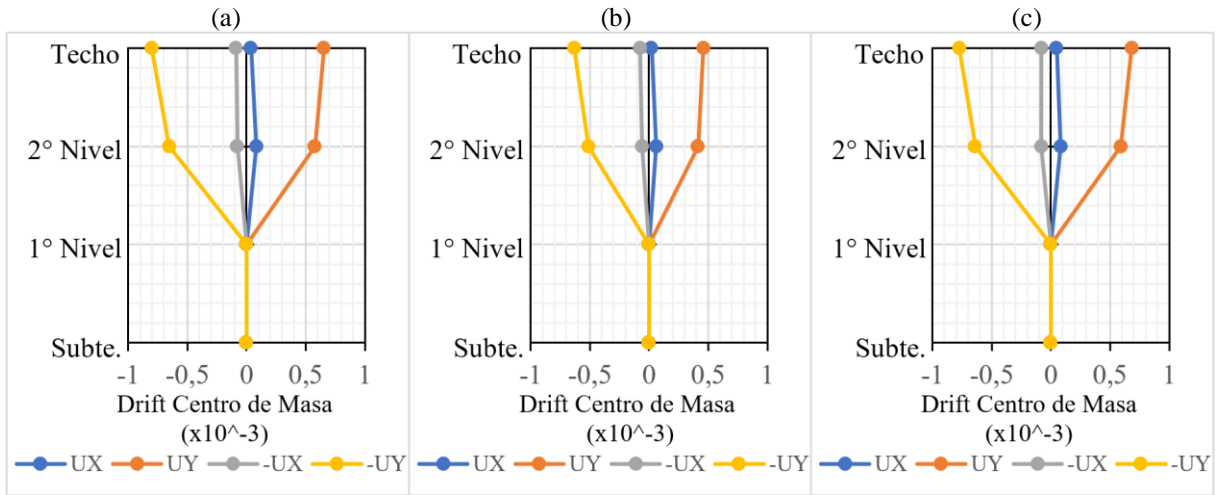 (a)
Techo
2° Nivel
1° Nivel
Subte.
-1 -0,5 0 0,5 1
Drift Centro de Masa
(x10^-3)
UX UY -UX -UY
(b)
Techo
2° Nivel
1° Nivel
Subte.
-1 -0,5 0 0,5 1
Drift Centro de Masa
(x10^-3)
UX UY -UX -UY
(c)
Techo
2° Nivel
1° Nivel
Subte.
-1 -0,5 0 0,5 1
Drift Centro de Masa
(x10^-3)
UX UY -UX -UY